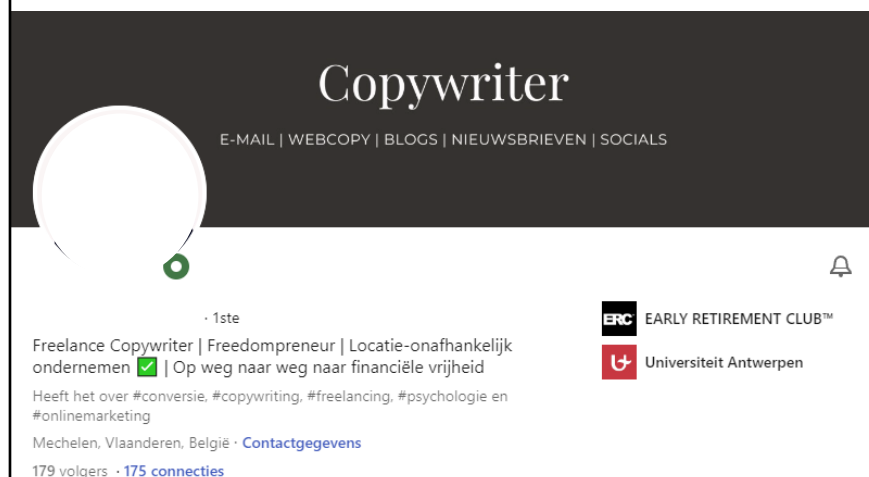 Copywriter
E-MAIL | WEBCOPY | BLOGS | NIEUWSBRIEVEN | SOCIALS
· 1ste
Freelance Copywriter | Freedompreneur | Locatie-onafhankelijk
ondernemen ✅ | Op weg naar weg naar financiële vrijheid
Heeft het over #conversie, #copywriting, #freelancing, #psychologie en
#onlinemarketing
Mechelen, Vlaanderen, België · Contactgegevens
179 volgers · 175 connecties
ERC EARLY RETIREMENT CLUB™
Universiteit Antwerpen